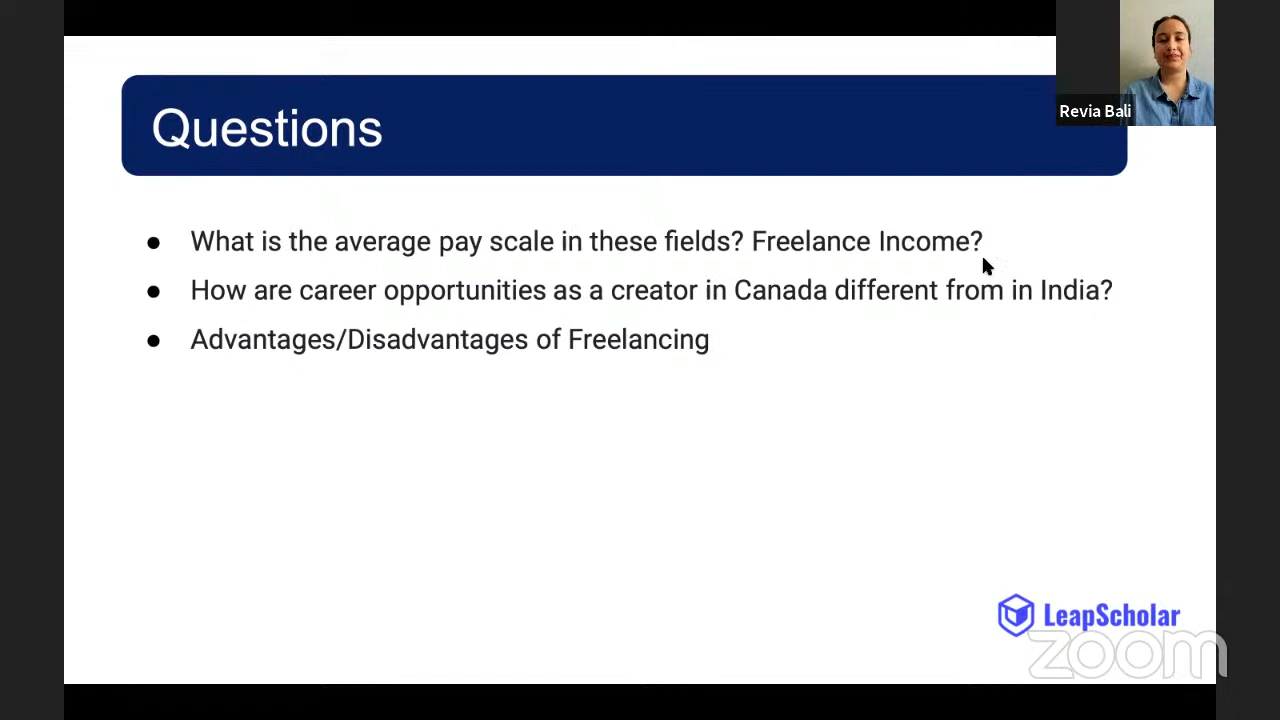 Revia Bali
Questions
● What is the average pay scale in these fields? Freelance Income?
● How are career opportunities as a creator in Canada different from in India?
● Advantages/Disadvantages of Freelancing
LeapScholar
zoom